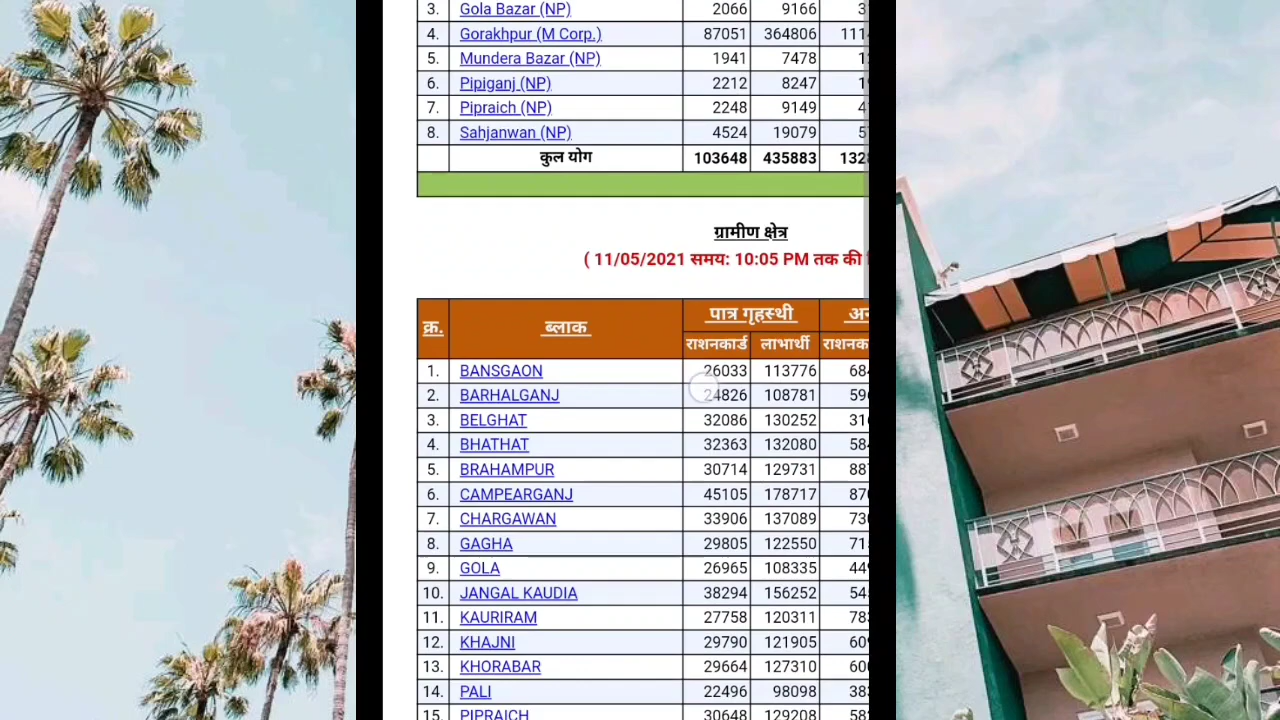 3. Gola Bazar (NP) 2066 9166
4. Gorakhpur (M Corp.) 87051 364806
5. Mundera Bazar (NP) 1941 7478
6. Pipiganj (NP) 2212 8247
7. Pipraich (NP) 2248 9149
8. Sahjanwan (NP) 4524 19079
कुल योग 103648 435883
ग्रामीण क्षेत्र
( 11/05/2021 समय: 10:05 PM तक की
क्र. ब्लाक पात्र गृहस्थी
राशनकार्ड लाभार्थी
1. BANSGAON 26033 113776
2. BARHALGANJ 24826 108781
3. BELGHAT 32086 130252
4. BHATHAT 32363 132080
5. BRAHAMPUR 30714 129731
6. CAMPEARGANJ 45105 178717
7. CHARGAWAN 33906 137089
8. GAGHA 29805 122550
9. GOLA 26965 108335
10. JANGAL KAUDIA 38294 156252
11. KAURIRAM 27758 120311
12. KHAJNI 29790 121905
13. KHORABAR 29664 127310
14. PALI 22496 98098
15. PIPRAICH 30648 129208